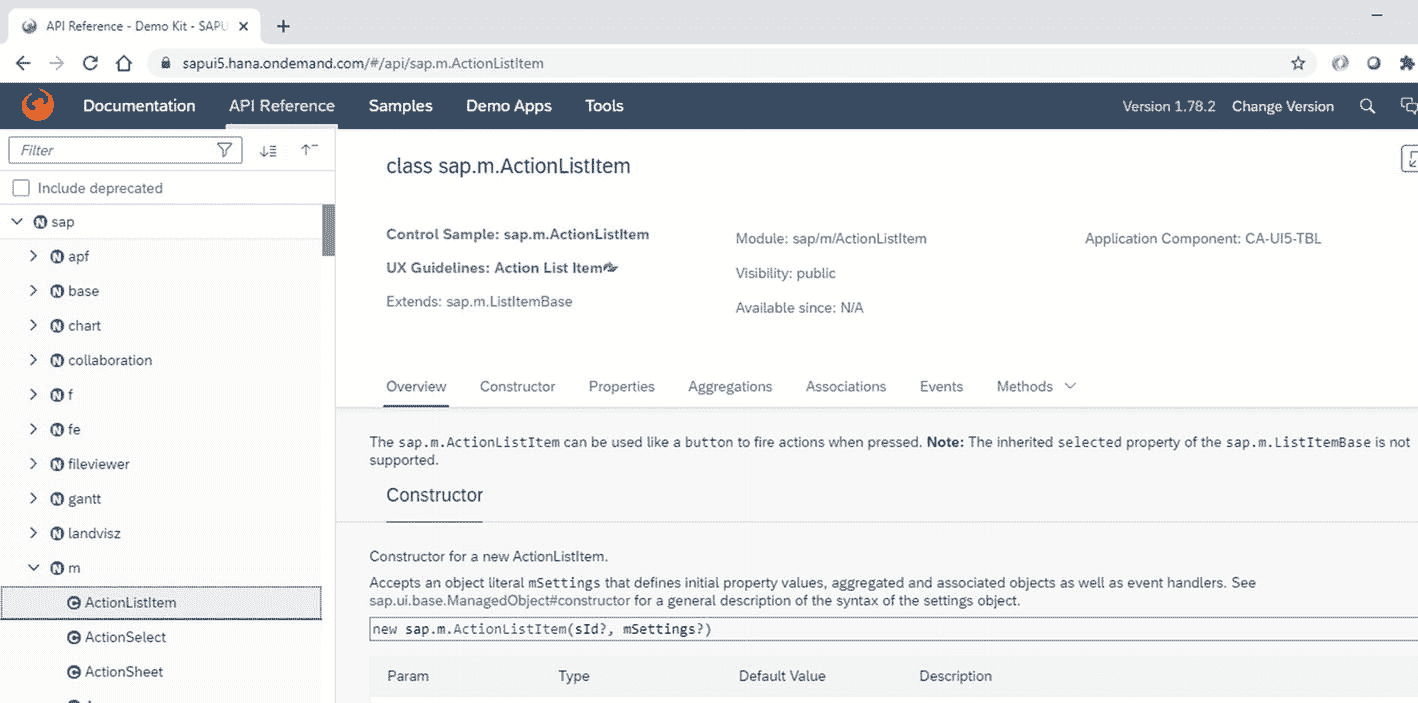 API Reference - Demo Kit - SAPU
sapui5.hana.ondemand.com/#/api/sap.m.ActionListItem
Documentation API Reference Samples Demo Apps Tools Version 1.78.2 Change Version
Filter
Include deprecated
N sap
N apf
N base
N chart
N collaboration
N f
N fe
N fileviewer
N gantt
N landvisz
N m
C ActionListItem
C ActionSelect
C ActionSheet
class sap.m.ActionListItem
Control Sample: sap.m.ActionListItem
UX Guidelines: Action List Item
Extends: sap.m.ListItemBase
Module: sap/m/ActionListItem
Visibility: public
Available since: N/A
Application Component: CA-UI5-TBL
Overview Constructor Properties Aggregations Associations Events Methods
The sap.m.ActionListItem can be used like a button to fire actions when pressed. Note: The inherited selected property of the sap.m.ListItemBase is not
supported.
Constructor
Constructor for a new ActionListItem.
Accepts an object literal mSettings that defines initial property values, aggregated and associated objects as well as event handlers. See
sap.ui.base.ManagedObject#constructor for a general description of the syntax of the settings object.
new sap.m.ActionListItem(sId?, mSettings?)
Param Type Default Value Description